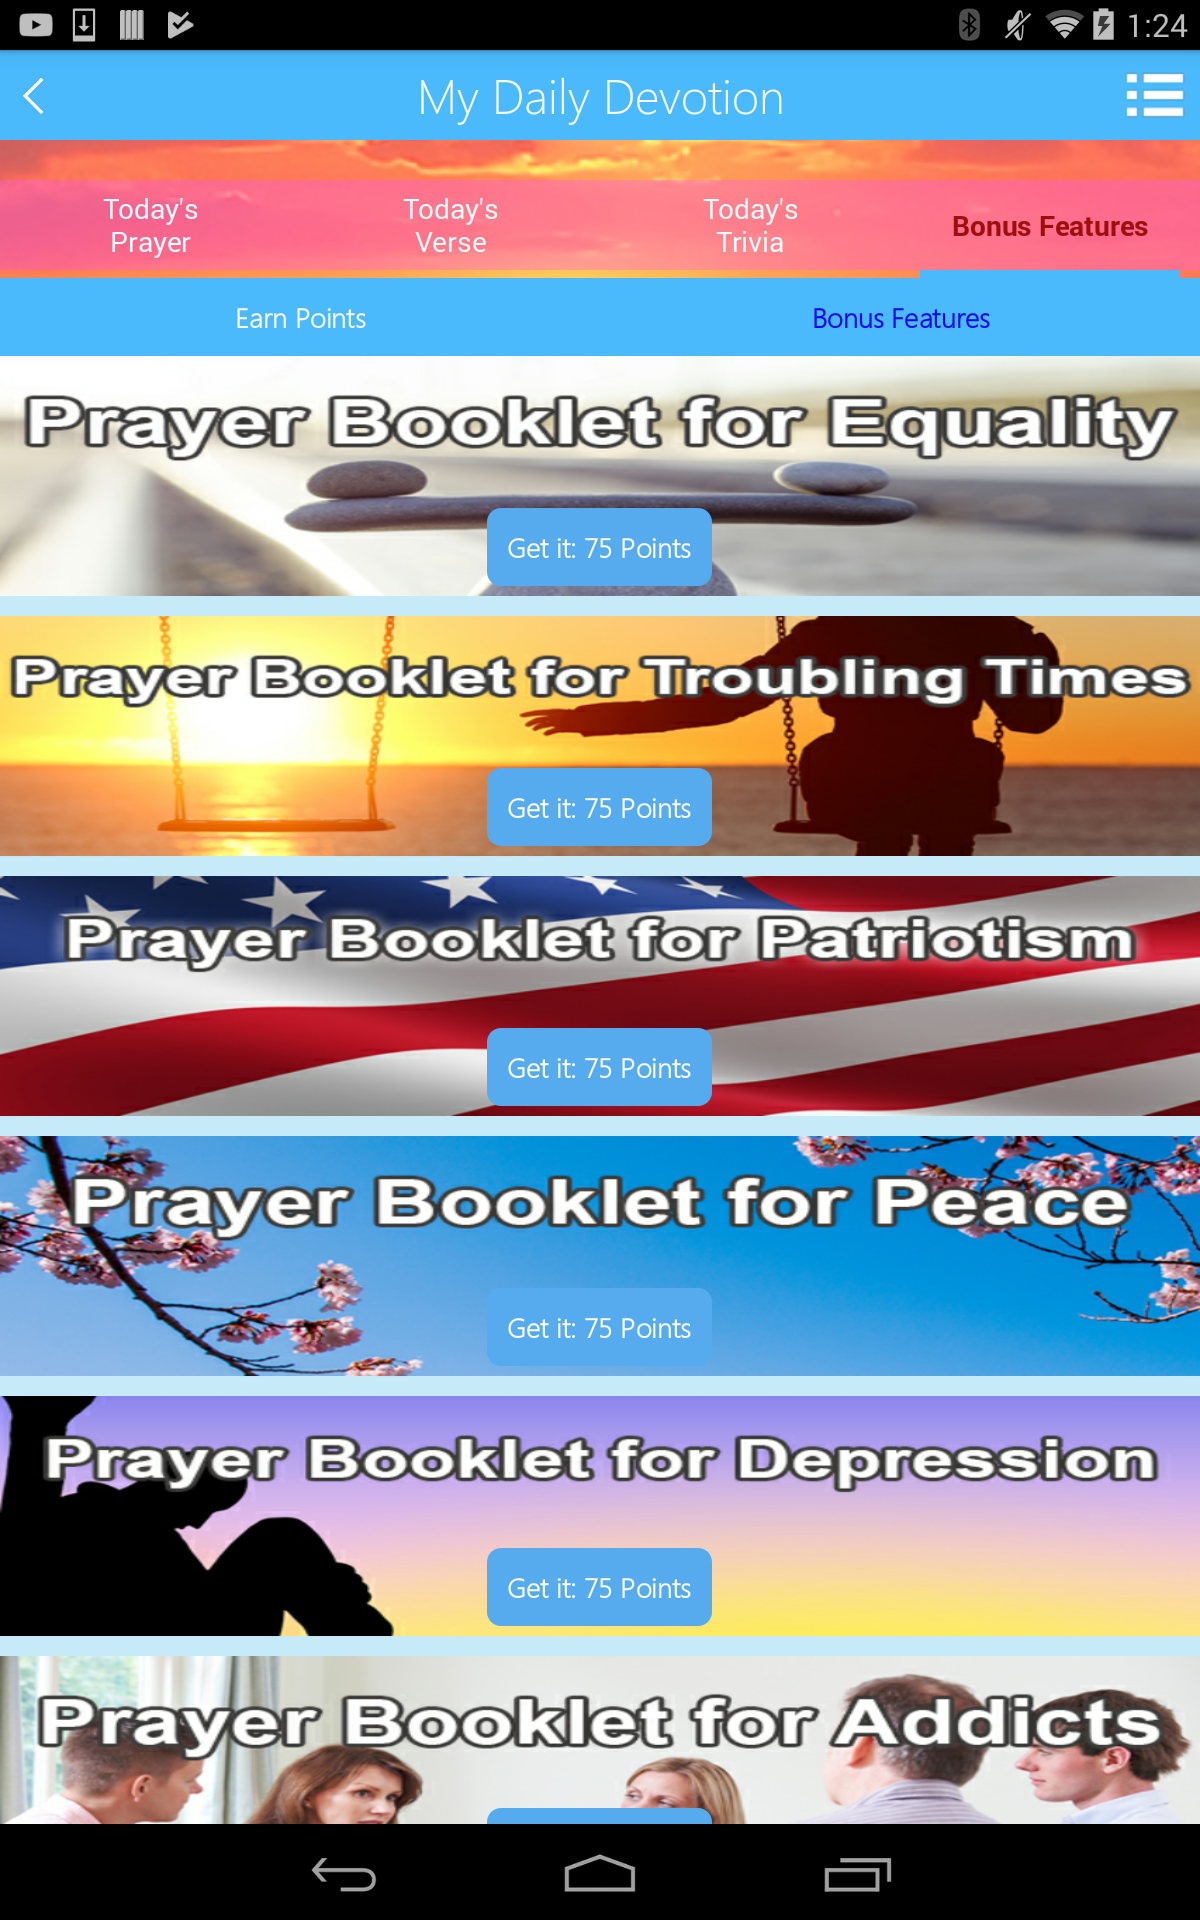 1:24
My Daily Devotion
Today's
Prayer
Today's
Verse
Today's
Trivia
Bonus Features
Earn Points
Bonus Features
Prayer Booklet for Equality
Get it: 75 Points
Prayer Booklet for Troubling Times
Get it: 75 Points
Prayer Booklet for Patriotism
Get it: 75 Points
Prayer Booklet for Peace
Get it: 75 Points
Prayer Booklet for Depression
Get it: 75 Points
Prayer Booklet for Addicts